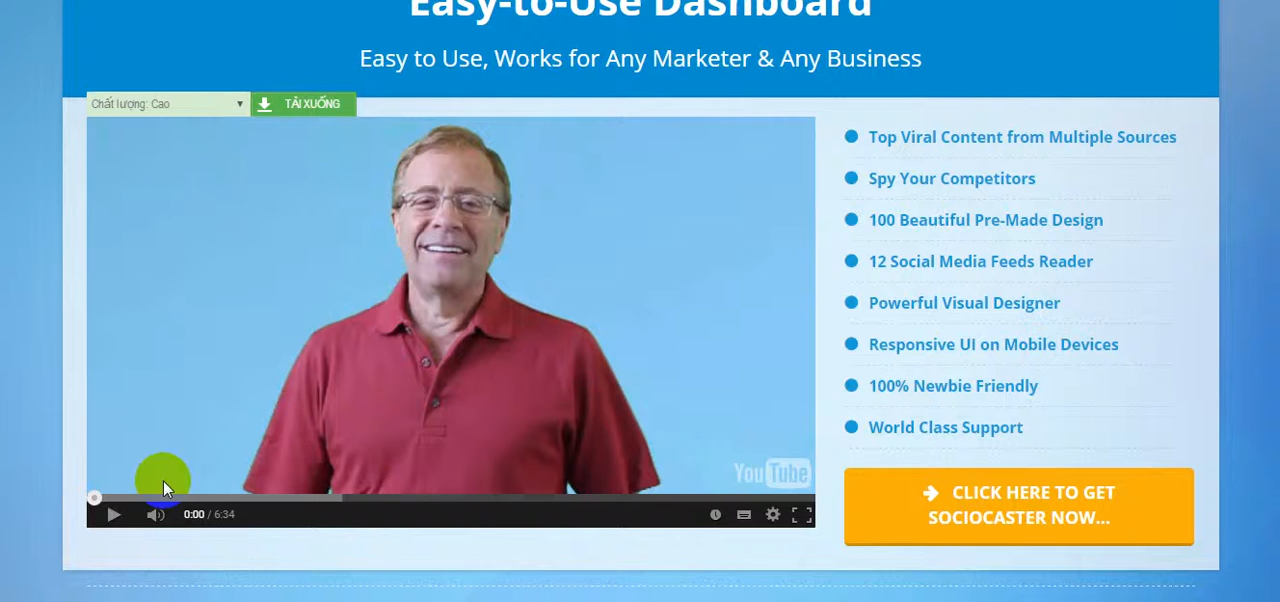 Easy-to-Use Dashboard
Easy to Use, Works for Any Marketer & Any Business
Chất lượng: Cao
TẢI XUỐNG
Top Viral Content from Multiple Sources
Spy Your Competitors
100 Beautiful Pre-Made Design
12 Social Media Feeds Reader
Powerful Visual Designer
Responsive UI on Mobile Devices
100% Newbie Friendly
World Class Support
YouTube
CLICK HERE TO GET
SOCIOCASTER NOW...
0:00 / 6:34